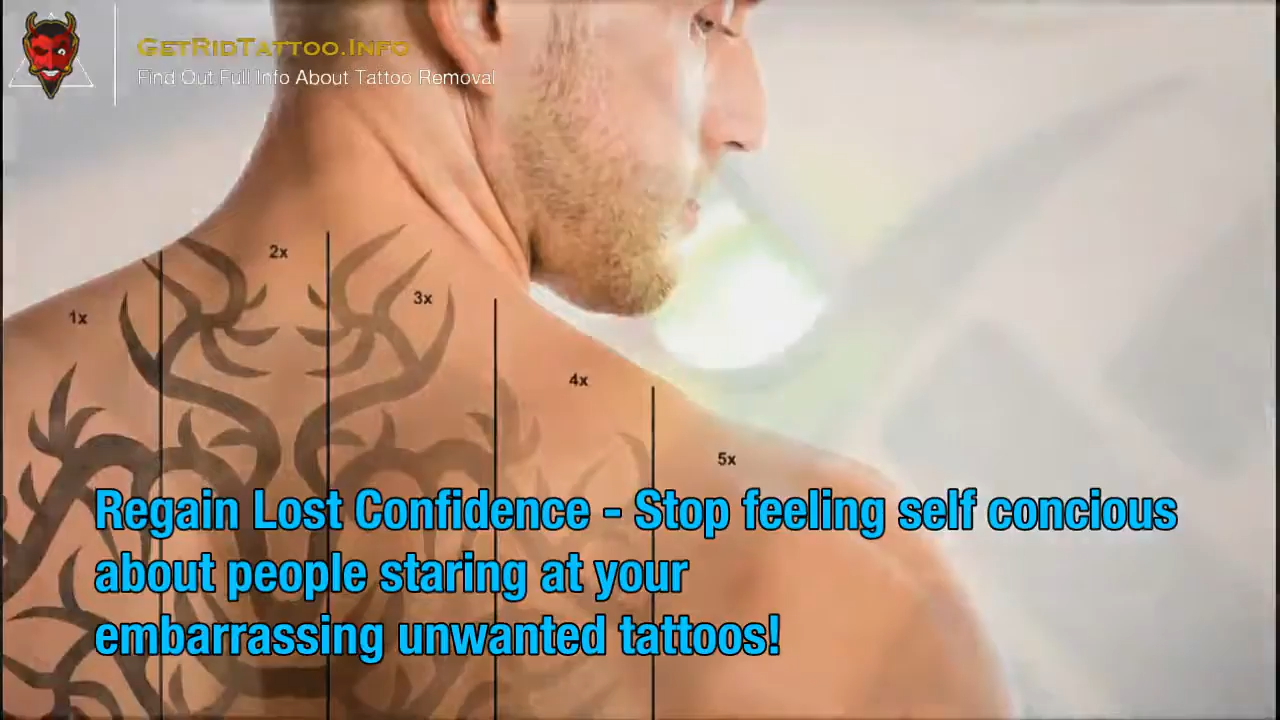 GetRidTattoo.Info
Find Out Full Info About Tattoo Removal
2x
3x
1x
4x
5x
Regain Lost Confidence - Stop feeling self concious
about people staring at your
embarrassing unwanted tattoos!